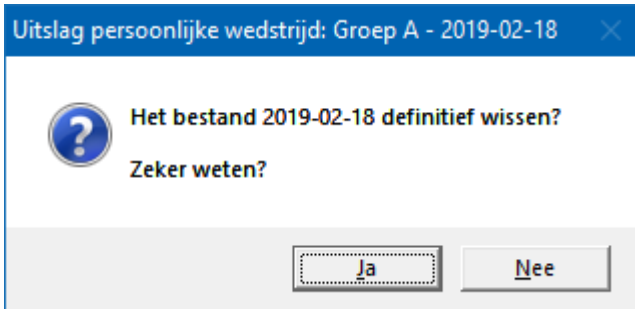 Uitslag persoonlijke wedstrijd: Groep A - 2019-02-18
Het bestand 2019-02-18 definitief wissen?
Zeker weten?
Ja
Nee